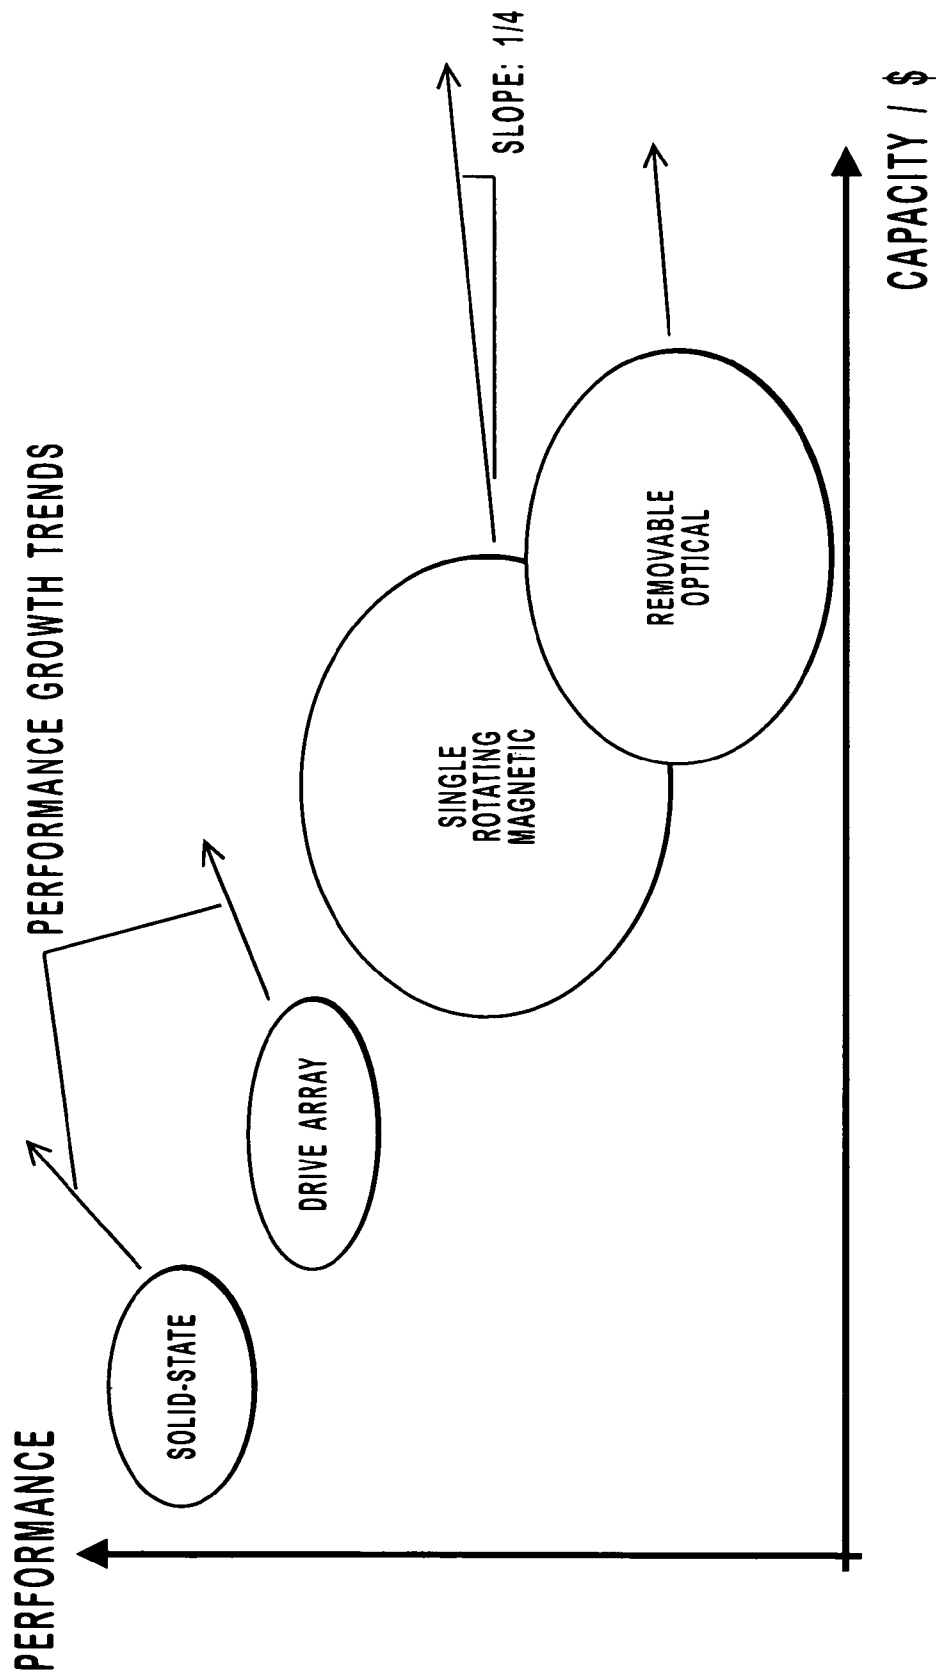 PERFORMANCE
PERFORMANCE GROWTH TRENDS
SOLID-STATE
DRIVE ARRAY
SINGLE
ROTATING
MAGNETIC
SLOPE: 1/4
REMOVABLE
OPTICAL
CAPACITY / $